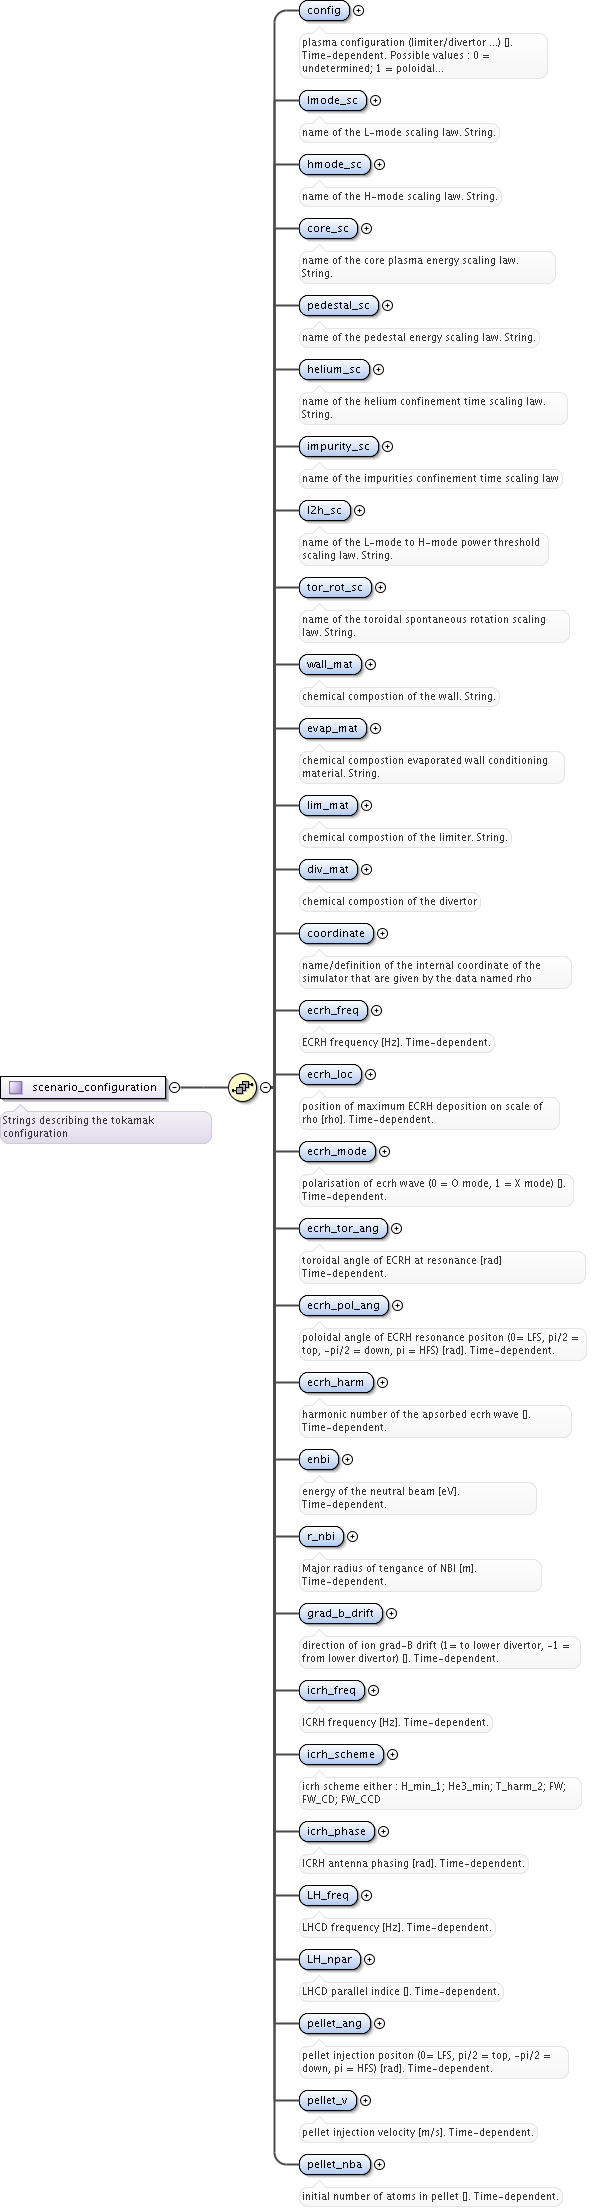 config
plasma configuration (limiter/divertor ...) [].
Time-dependent. Possible values : 0 =
undetermined; 1 = poloidal...
lmode_sc
name of the L-mode scaling law. String.
hmode_sc
name of the H-mode scaling law. String.
core_sc
name of the core plasma energy scaling law.
String.
pedestal_sc
name of the pedestal energy scaling law. String.
helium_sc
name of the helium confinement time scaling law.
String.
impurity_sc
name of the impurities confinement time scaling law
l2h_sc
name of the L-mode to H-mode power threshold
scaling law. String.
tor_rot_sc
name of the toroidal spontaneous rotation scaling
law. String.
wall_mat
chemical compostion of the wall. String.
evap_mat
chemical compostion evaporated wall conditioning
material. String.
lim_mat
chemical compostion of the limiter. String.
div_mat
chemical compostion of the divertor
coordinate
name/definition of the internal coordinate of the
simulator that are given by the data named rho
ecrh_freq
ECRH frequency [Hz]. Time-dependent.
scenario_configuration
Strings describing the tokamak
configuration
ecrh_loc
position of maximum ECRH deposition on scale of
rho [rho]. Time-dependent.
ecrh_mode
polarisation of ecrh wave (0 = O mode, 1 = X mode) [].
Time-dependent.
ecrh_tor_ang
toroidal angle of ECRH at resonance [rad]
Time-dependent.
ecrh_pol_ang
poloidal angle of ECRH resonance positon (0= LFS, pi/2 =
top, -pi/2 = down, pi = HFS) [rad]. Time-dependent.
ecrh_harm
harmonic number of the apsorbed ecrh wave [].
Time-dependent.
enbi
energy of the neutral beam [eV].
Time-dependent.
r_nbi
Major radius of tengance of NBI [m].
Time-dependent.
grad_b_drift
direction of ion grad-B drift (1= to lower divertor, -1 =
from lower divertor) []. Time-dependent.
icrh_freq
ICRH frequency [Hz]. Time-dependent.
icrh_scheme
icrh scheme either : H_min_1; He3_min; T_harm_2; FW;
FW_CD; FW_CCD
icrh_phase
ICRH antenna phasing [rad]. Time-dependent.
LH_freq
LHCD frequency [Hz]. Time-dependent.
LH_npar
LHCD parallel indice []. Time-dependent.
pellet_ang
pellet injection positon (0= LFS, pi/2 = top, -pi/2 =
down, pi = HFS) [rad]. Time-dependent.
pellet_v
pellet injection velocity [m/s]. Time-dependent.
pellet_nba
initial number of atoms in pellet []. Time-dependent.